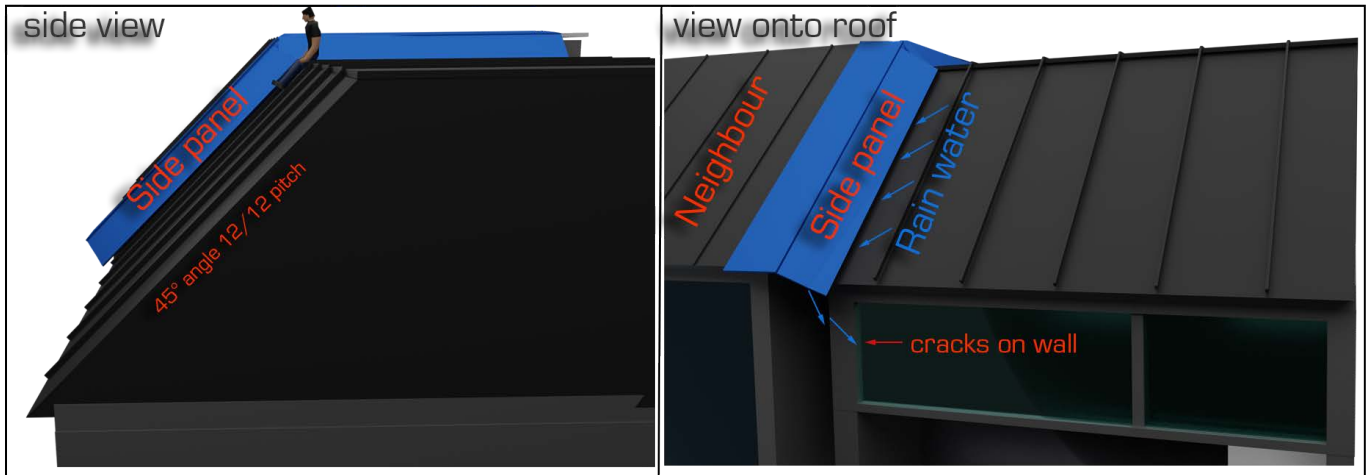 side view
Side panel
45° angle 12/12 pitch
view onto roof
Neighbour
Side panel
Rain water
cracks on wall